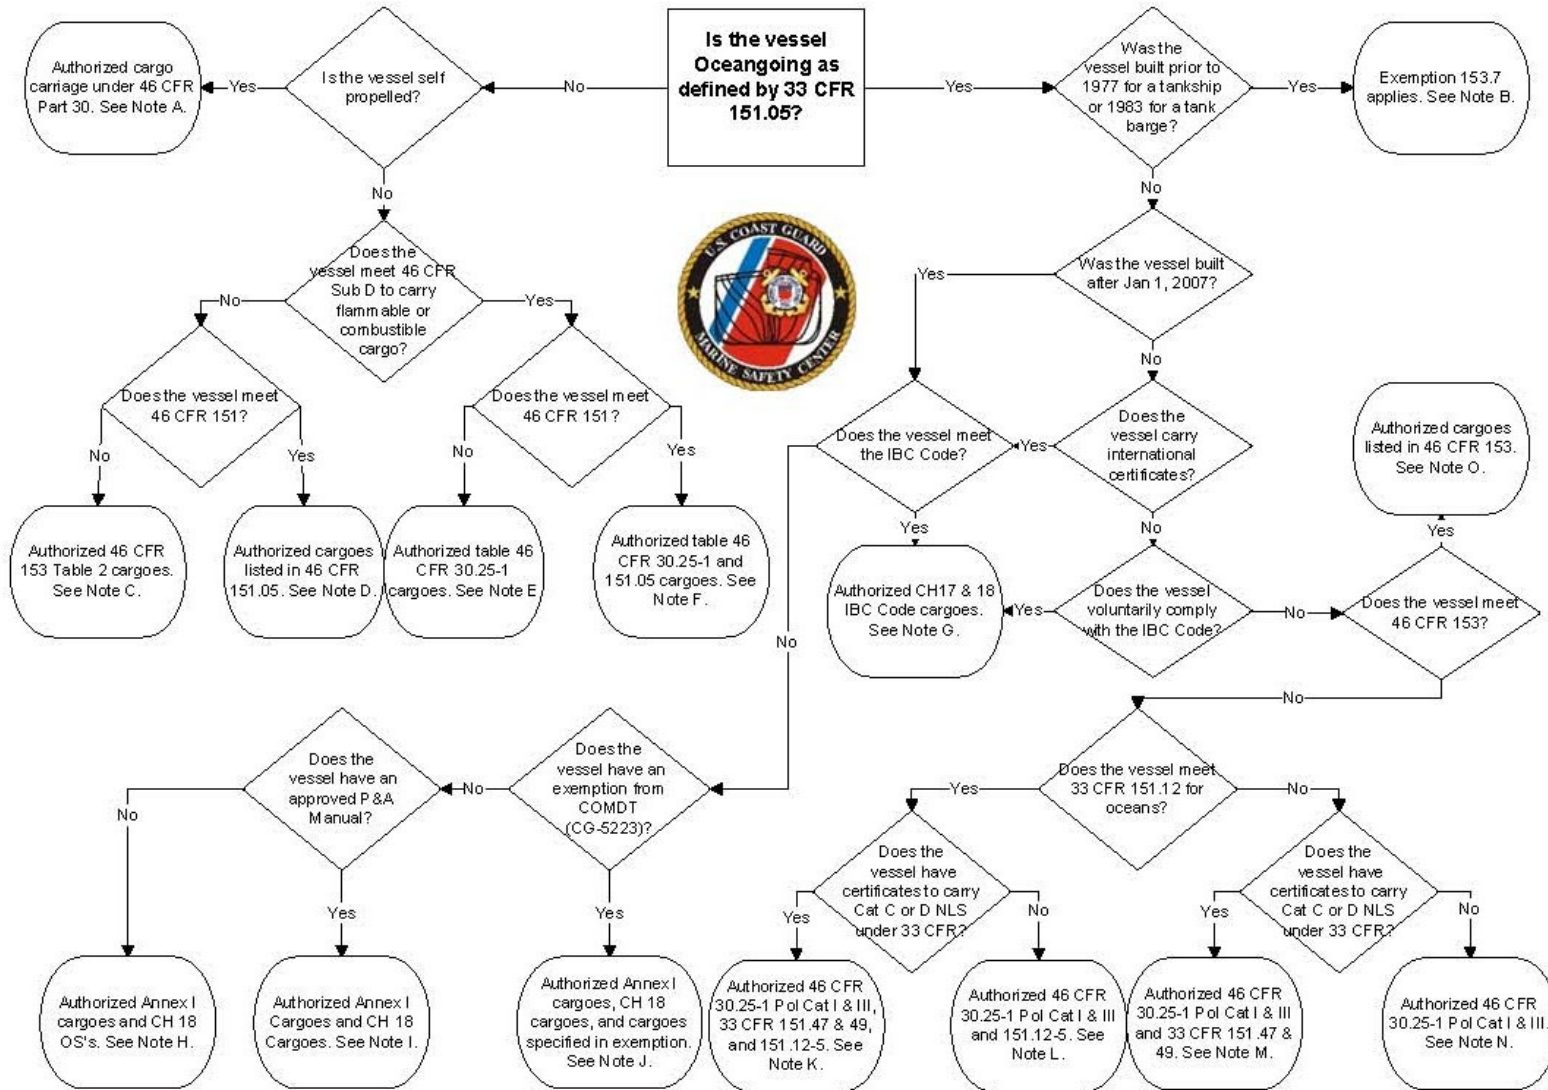 Is the vessel
Oceangoing as
defined by 33 CFR
151.05?
No
Yes
Is the vessel self
propelled?
Yes
Authorized cargo
carriage under 46 CFR
Part 30. See Note A.
No
Was the
vessel built prior to
1977 for a tankship
or 1983 for a tank
barge?
Yes
Exemption 153.7
applies. See Note B.
No
Does the
vessel meet 46 CFR
Sub D to carry
flammable or
combustible
cargo?
No
Yes
U.S. COAST GUARD
MARINE SAFETY CENTER
Was the vessel built
after Jan 1, 2007?
Yes
No
Does the vessel meet
46 CFR 151?
No
Yes
Does the vessel meet
46 CFR 151?
No
Yes
Does the vessel meet
the IBC Code?
Yes
No
Does the
vessel carry
international
certificates?
Yes
No
Authorized cargoes
listed in 46 CFR 153.
See Note O.
Yes
Authorized 46 CFR
153 Table 2 cargoes.
See Note C.
Authorized cargoes
listed in 46 CFR
151.05. See Note D.
Authorized table 46
CFR 30.25-1
cargoes. See Note E
Authorized table 46
CFR 30.25-1 and
151.05 cargoes. See
Note F.
Authorized CH17 & 18
IBC Code cargoes.
See Note G.
Yes
Does the vessel
voluntarily comply
with the IBC Code?
No
Does the vessel meet
46 CFR 153?
No
Does the
vessel have an
approved P&A
Manual?
No
Yes
No
Does the
vessel have an
exemption from
COMDT
(CG-5223)?
Yes
Does the vessel meet
33 CFR 151.12 for
oceans?
Yes
No
Does the
vessel have
certificates to carry
Cat C or D NLS
under 33 CFR?
Yes
No
Does the
vessel have
certificates to carry
Cat C or D NLS
under 33 CFR?
Yes
No
Authorized Annex I
cargoes and CH 18
OS's. See Note H.
Authorized Annex I
Cargoes and CH 18
Cargoes. See Note I.
Authorized Annex I
cargoes, CH 18
cargoes, and cargoes
specified in exemption.
See Note J.
Authorized 46 CFR
30.25-1 Pol Cat I & III,
33 CFR 151.47 & 49,
and 151.12-5. See
Note K.
Authorized 46 CFR
30.25-1 Pol Cat I & III
and 151.12-5. See
Note L.
Authorized 46 CFR
30.25-1 Pol Cat I & III
and 33 CFR 151.47 &
49. See Note M.
Authorized 46 CFR
30.25-1 Pol Cat I & III.
See Note N.